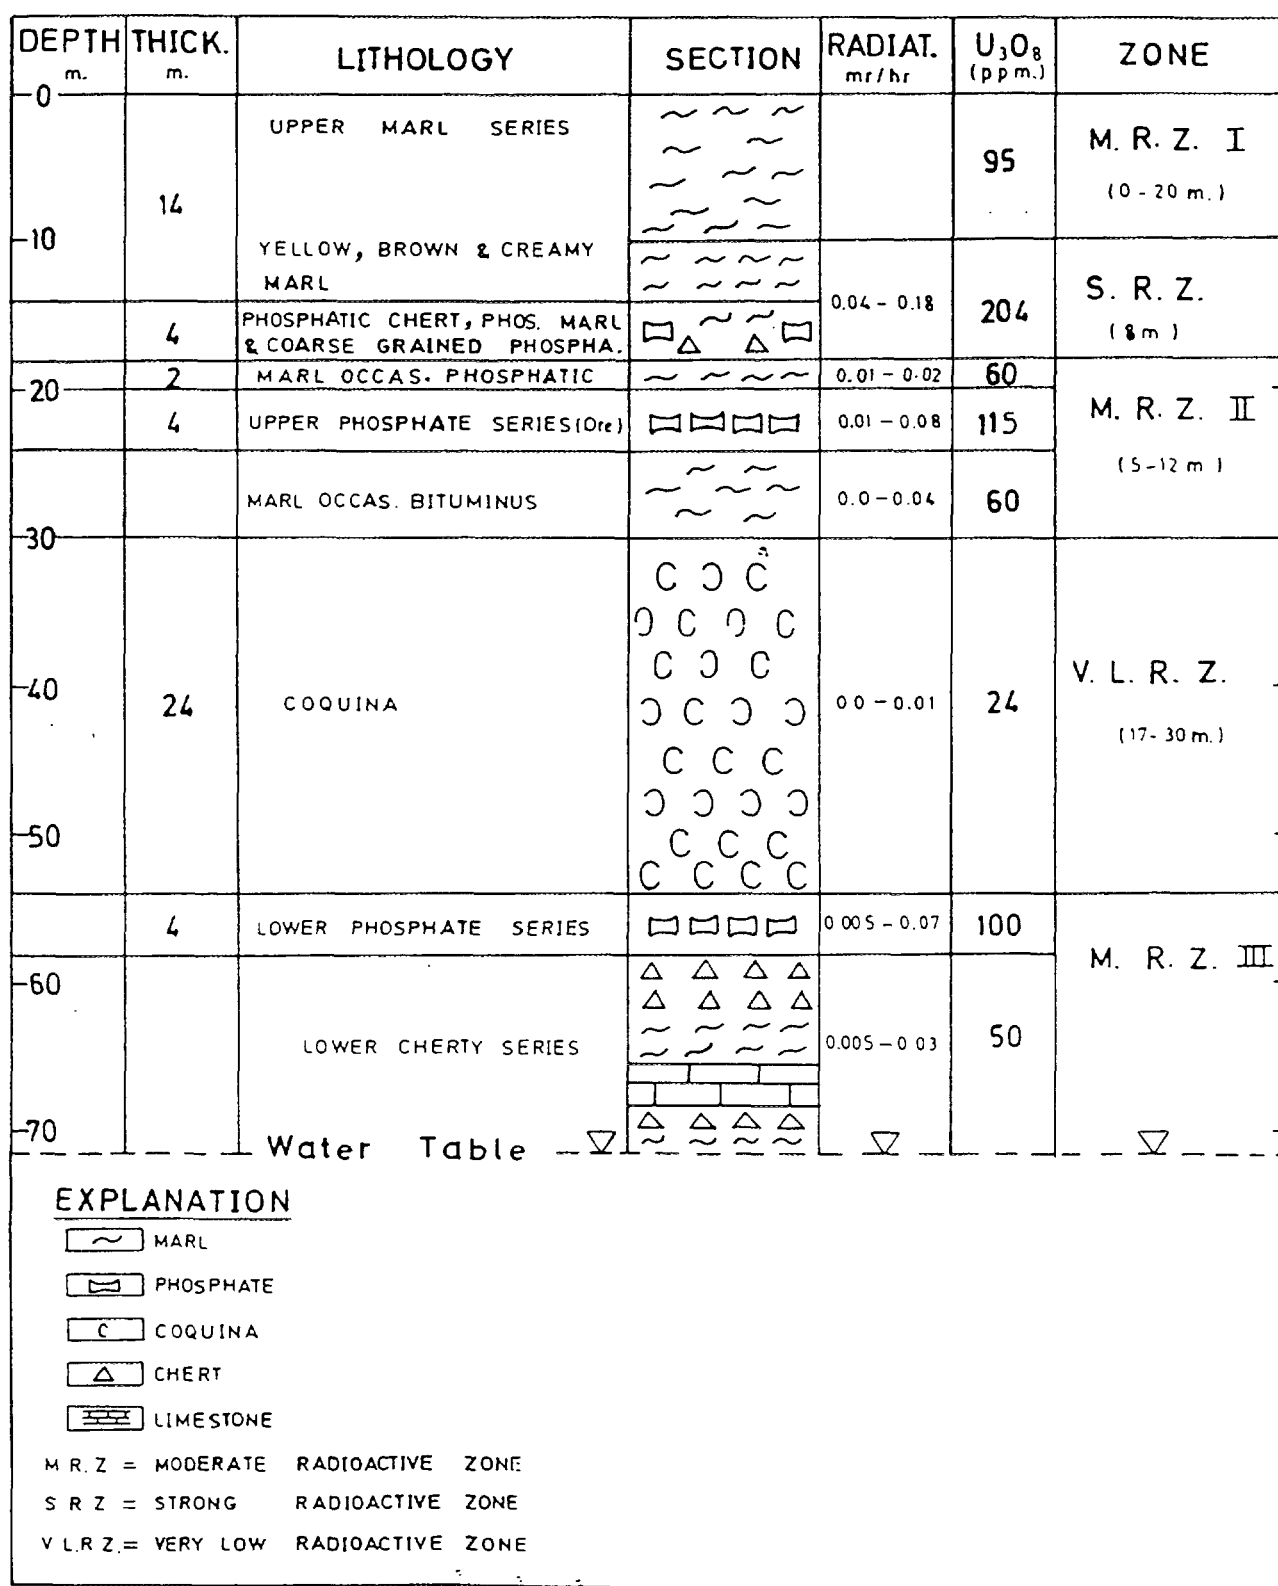 DEPTH THICK. LITHOLOGY SECTION RADIAT. U₃O₈ ZONE
m. m. mr/hr (ppm.)
0
UPPER MARL SERIES
14
95
M. R. Z. I
(0-20 m.)
10
YELLOW, BROWN & CREAMY
MARL
0.04 - 0.18
204
S. R. Z.
(8m)
4
PHOSPHATIC CHERT, PHOS. MARL
& COARSE GRAINED PHOSPHA.
2 MARL OCCAS. PHOSPHATIC 0.01 - 0.02 60
20
4 UPPER PHOSPHATE SERIES(Ore) 0.01 - 0.08 115
M. R. Z. II
(5-12 m)
MARL OCCAS. BITUMINUS 0.0 - 0.04 60
30
40
24 COQUINA 0 0 - 0.01 24
V. L. R. Z.
(17-30 m.)
50
4 LOWER PHOSPHATE SERIES 0 005 - 0.07 100
M. R. Z. III
60
LOWER CHERTY SERIES 0.005 - 0 03 50
70
Water Table
EXPLANATION
~ MARL
PHOSPHATE
C COQUINA
△ CHERT
LIMESTONE
M R. Z = MODERATE RADIOACTIVE ZONE
S R Z = STRONG RADIOACTIVE ZONE
V L.R Z.= VERY LOW RADIOACTIVE ZONE